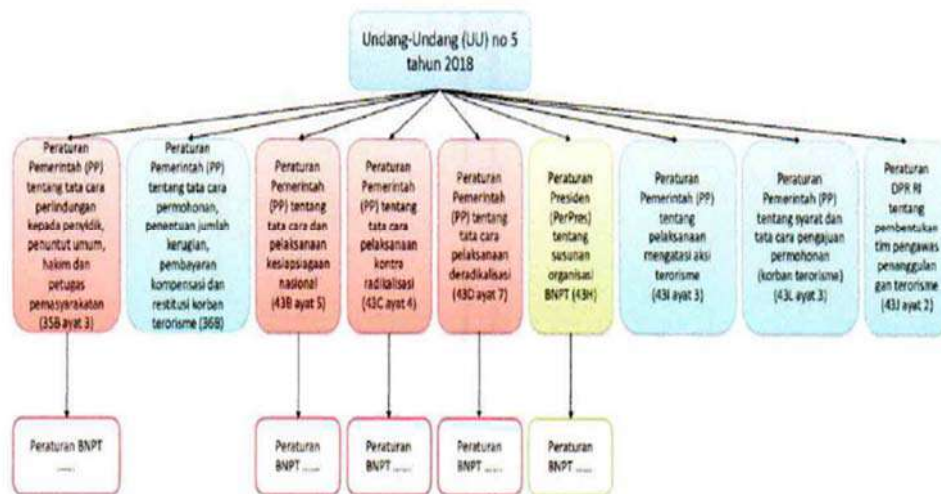 Undang-Undang (UU) no 5
tahun 2018
Peraturan
Pemerintah (PP)
tentang tata cara
perlindungan
kepada penyidik,
penuntut umum,
hakim dan
petugas
pemasyarakatan
(35B ayat 3)
Peraturan
Pemerintah (PP)
tentang tata cara
permohonan,
penentuan jumlah
kerugian,
pembayaran
kompensasi dan
restitusi korban
terorisme (36B)
Peraturan
Pemerintah
(PP) tentang
tata cara dan
pelaksanaan
kesiapsiagaan
nasional
(43B ayat 5)
Peraturan
Pemerintah
(PP) tentang
tata cara
pelaksanaan
kontra
radikalisasi
(43C ayat 4)
Peraturan
Pemerintah
(PP) tentang
tata cara
pelaksanaan
deradikalisasi
(43D ayat 7)
Peraturan
Presiden
(PerPres)
tentang
susunan
organisasi
BNPT (43H)
Peraturan
Pemerintah (PP)
tentang
pelaksanaan
mengatasi aksi
terorisme
(43I ayat 3)
Peraturan
Pemerintah (PP)
tentang syarat dan
tata cara pengajuan
permohonan
(korban terorisme)
(43L ayat 3)
Peraturan
DPR RI
tentang
pembentukan
tim pengawas
penanggulan
gan terorisme
(43J ayat 2)
Peraturan BNPT
Peraturan
BNPT
Peraturan
BNPT
Peraturan
BNPT
Peraturan
BNPT